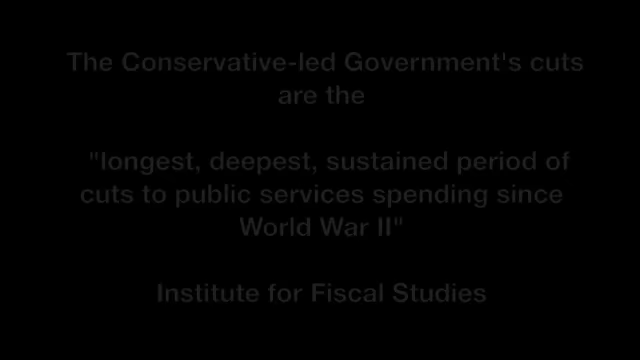 The Conservative-led Government's cuts
are the
"longest, deepest, sustained period of
cuts to public services spending since
World War II"
Institute for Fiscal Studies